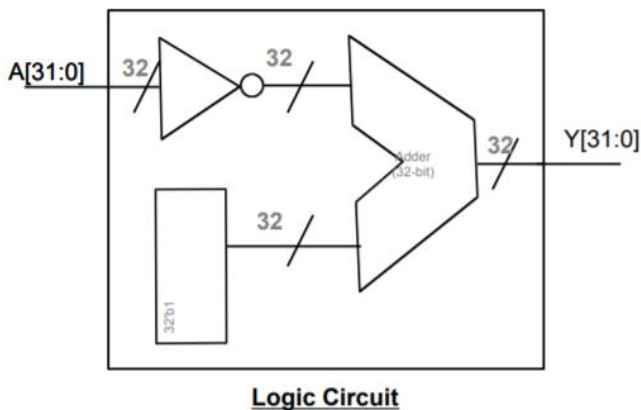 A[31:0]
32
32
32
Y[31:0]
Adder
(32-bit)
32
32'b1
Logic Circuit